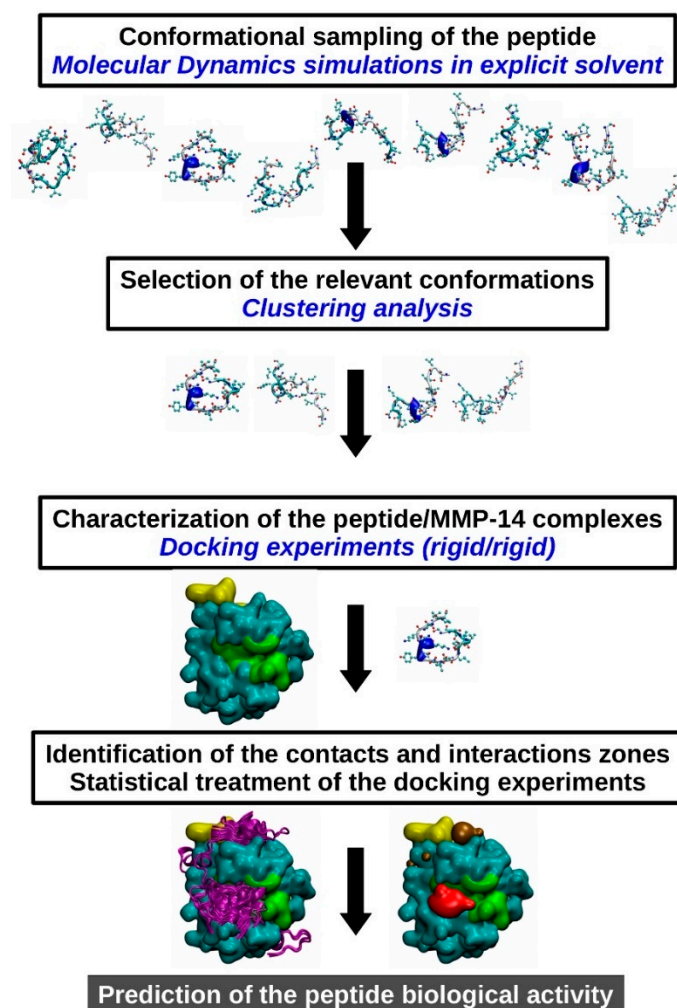 Conformational sampling of the peptide
Molecular Dynamics simulations in explicit solvent
Selection of the relevant conformations
Clustering analysis
Characterization of the peptide/MMP-14 complexes
Docking experiments (rigid/rigid)
Identification of the contacts and interactions zones
Statistical treatment of the docking experiments
Prediction of the peptide biological activity